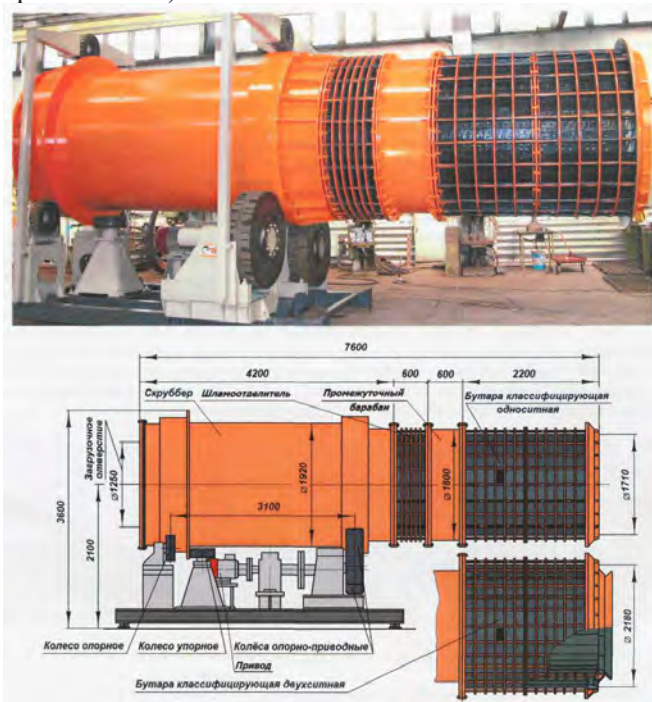 7600
4200
600
600
2200
Скруббер
Шламоотделитель
Промежуточный
барабан
Бутара классифицирующая
односитная
Загрузочное
отверстие
Ø1250
3600
2100
Ø1920
3100
Ø1800
Ø1710
Ø 2180
Колесо опорное
Колесо упорное
Колёса опорно-приводные
Привод
Бутара классифицирующая двухситная